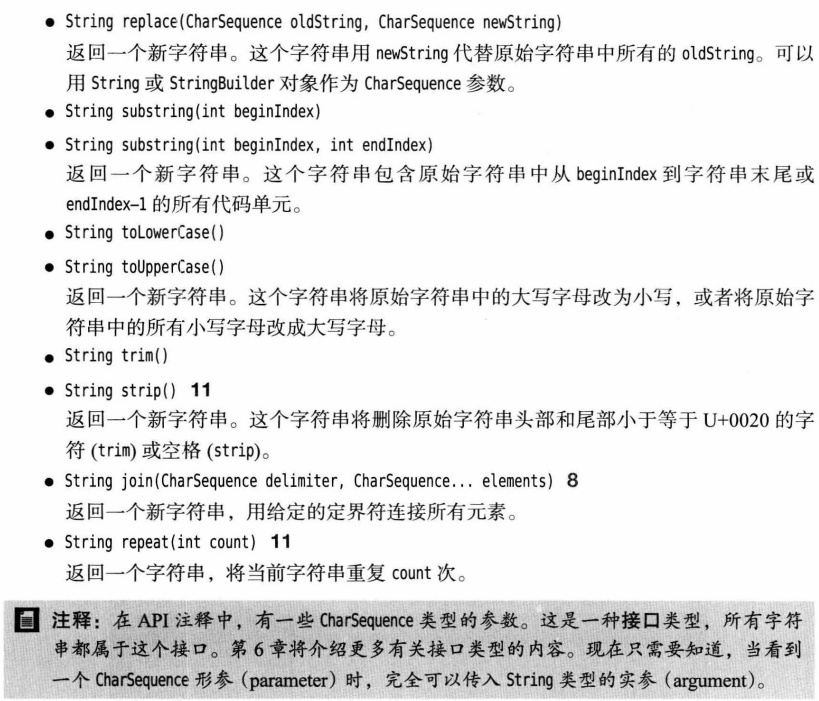 ● String replace(CharSequence oldString, CharSequence newString)
返回一个新字符串。这个字符串用 newString 代替原始字符串中所有的 oldString。可以
用 String 或 StringBuilder 对象作为 CharSequence 参数。
● String substring(int beginIndex)
● String substring(int beginIndex, int endIndex)
返回一个新字符串。这个字符串包含原始字符串中从 beginIndex 到字符串末尾或
endIndex–1 的所有代码单元。
● String toLowerCase()
● String toUpperCase()
返回一个新字符串。这个字符串将原始字符串中的大写字母改为小写，或者将原始字
符串中的所有小写字母改成大写字母。
● String trim()
● String strip() 11
返回一个新字符串。这个字符串将删除原始字符串头部和尾部小于等于 U+0020 的字
符 (trim) 或空格 (strip)。
● String join(CharSequence delimiter, CharSequence... elements) 8
返回一个新字符串，用给定的定界符连接所有元素。
● String repeat(int count) 11
返回一个字符串，将当前字符串重复 count 次。
注释：在 API 注释中，有一些 CharSequence 类型的参数。这是一种接口类型，所有字符
串都属于这个接口。第 6 章将介绍更多有关接口类型的内容。现在只需要知道，当看到
一个 CharSequence 形参（parameter）时，完全可以传入 String 类型的实参（argument）。